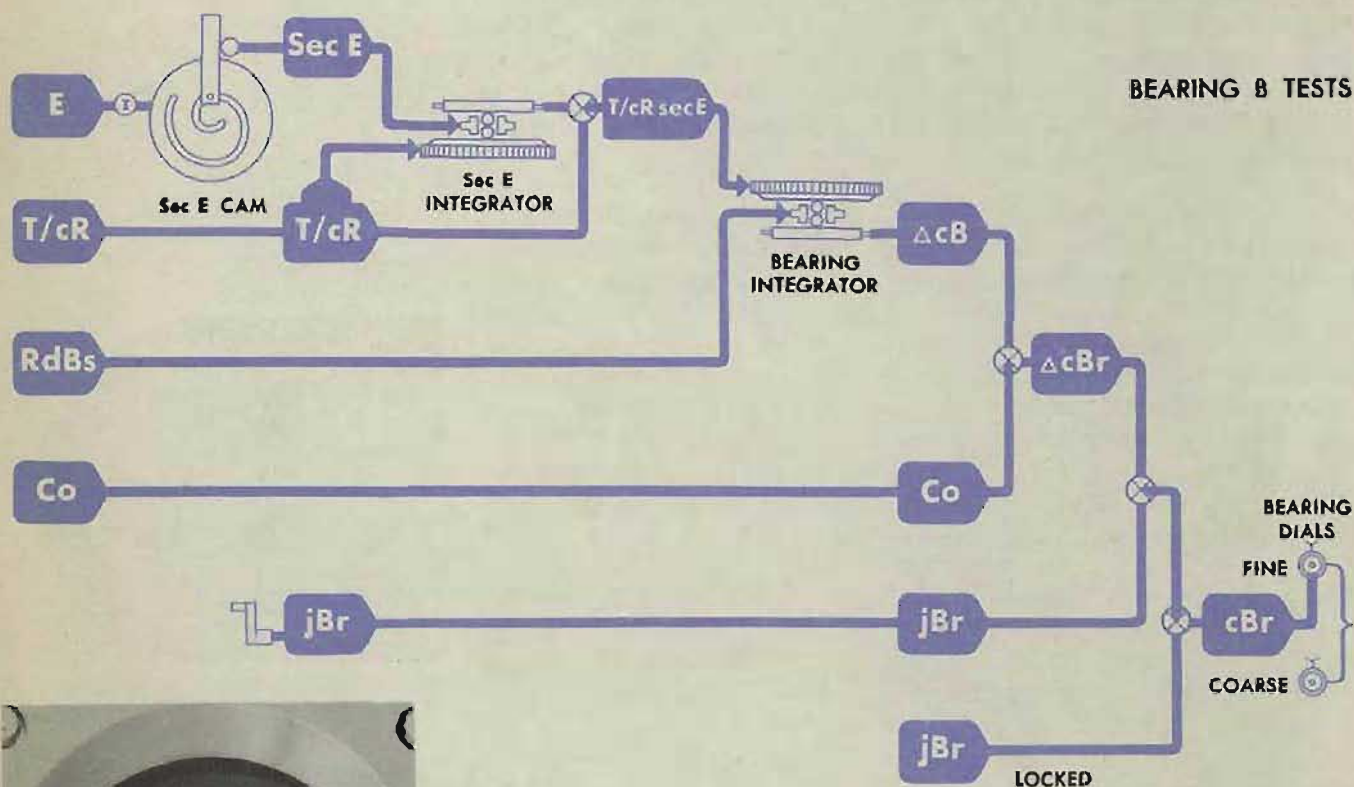 BEARING B TESTS
Sec E
E
T/cR sec E
Sec E CAM
Sec E
INTEGRATOR
T/cR
T/cR
BEARING
INTEGRATOR
ΔcB
RdBs
ΔcBr
Co
Co
BEARING
DIALS
FINE
jBr
jBr
cBr
COARSE
jBr
LOCKED